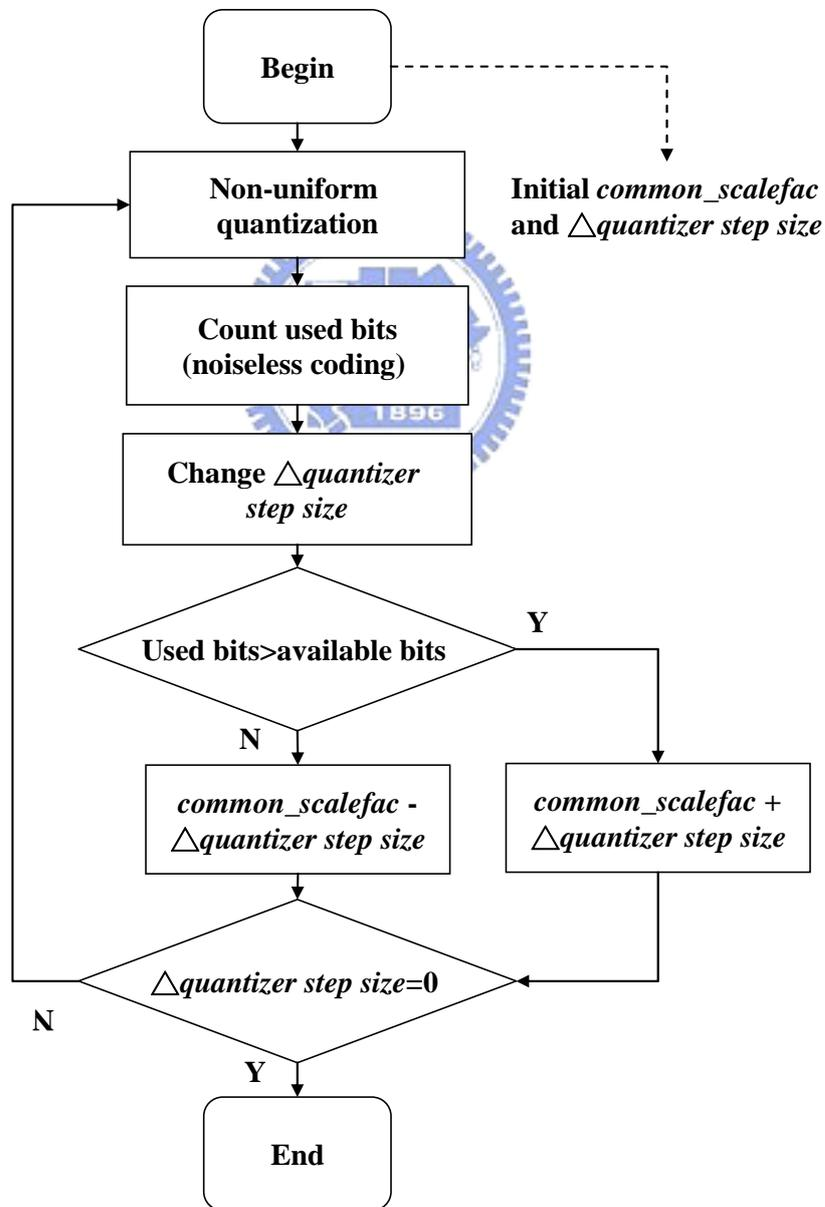 Begin
Non-uniform
quantization
Initial common_scalefac
and △quantizer step size
Count used bits
(noiseless coding)
1896
Change △quantizer
step size
Used bits>available bits
Y
N
common_scalefac -
△quantizer step size
common_scalefac +
△quantizer step size
△quantizer step size=0
N
Y
End